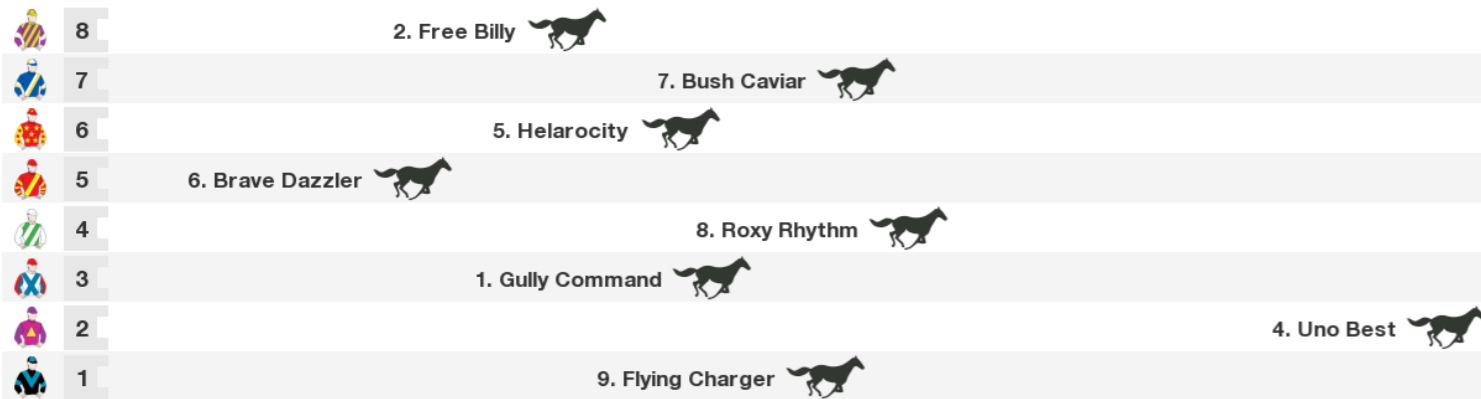 8 2. Free Billy
7 7. Bush Caviar
6 5. Helarocity
5 6. Brave Dazzler
4 8. Roxy Rhythm
3 1. Gully Command
2 4. Uno Best
1 9. Flying Charger